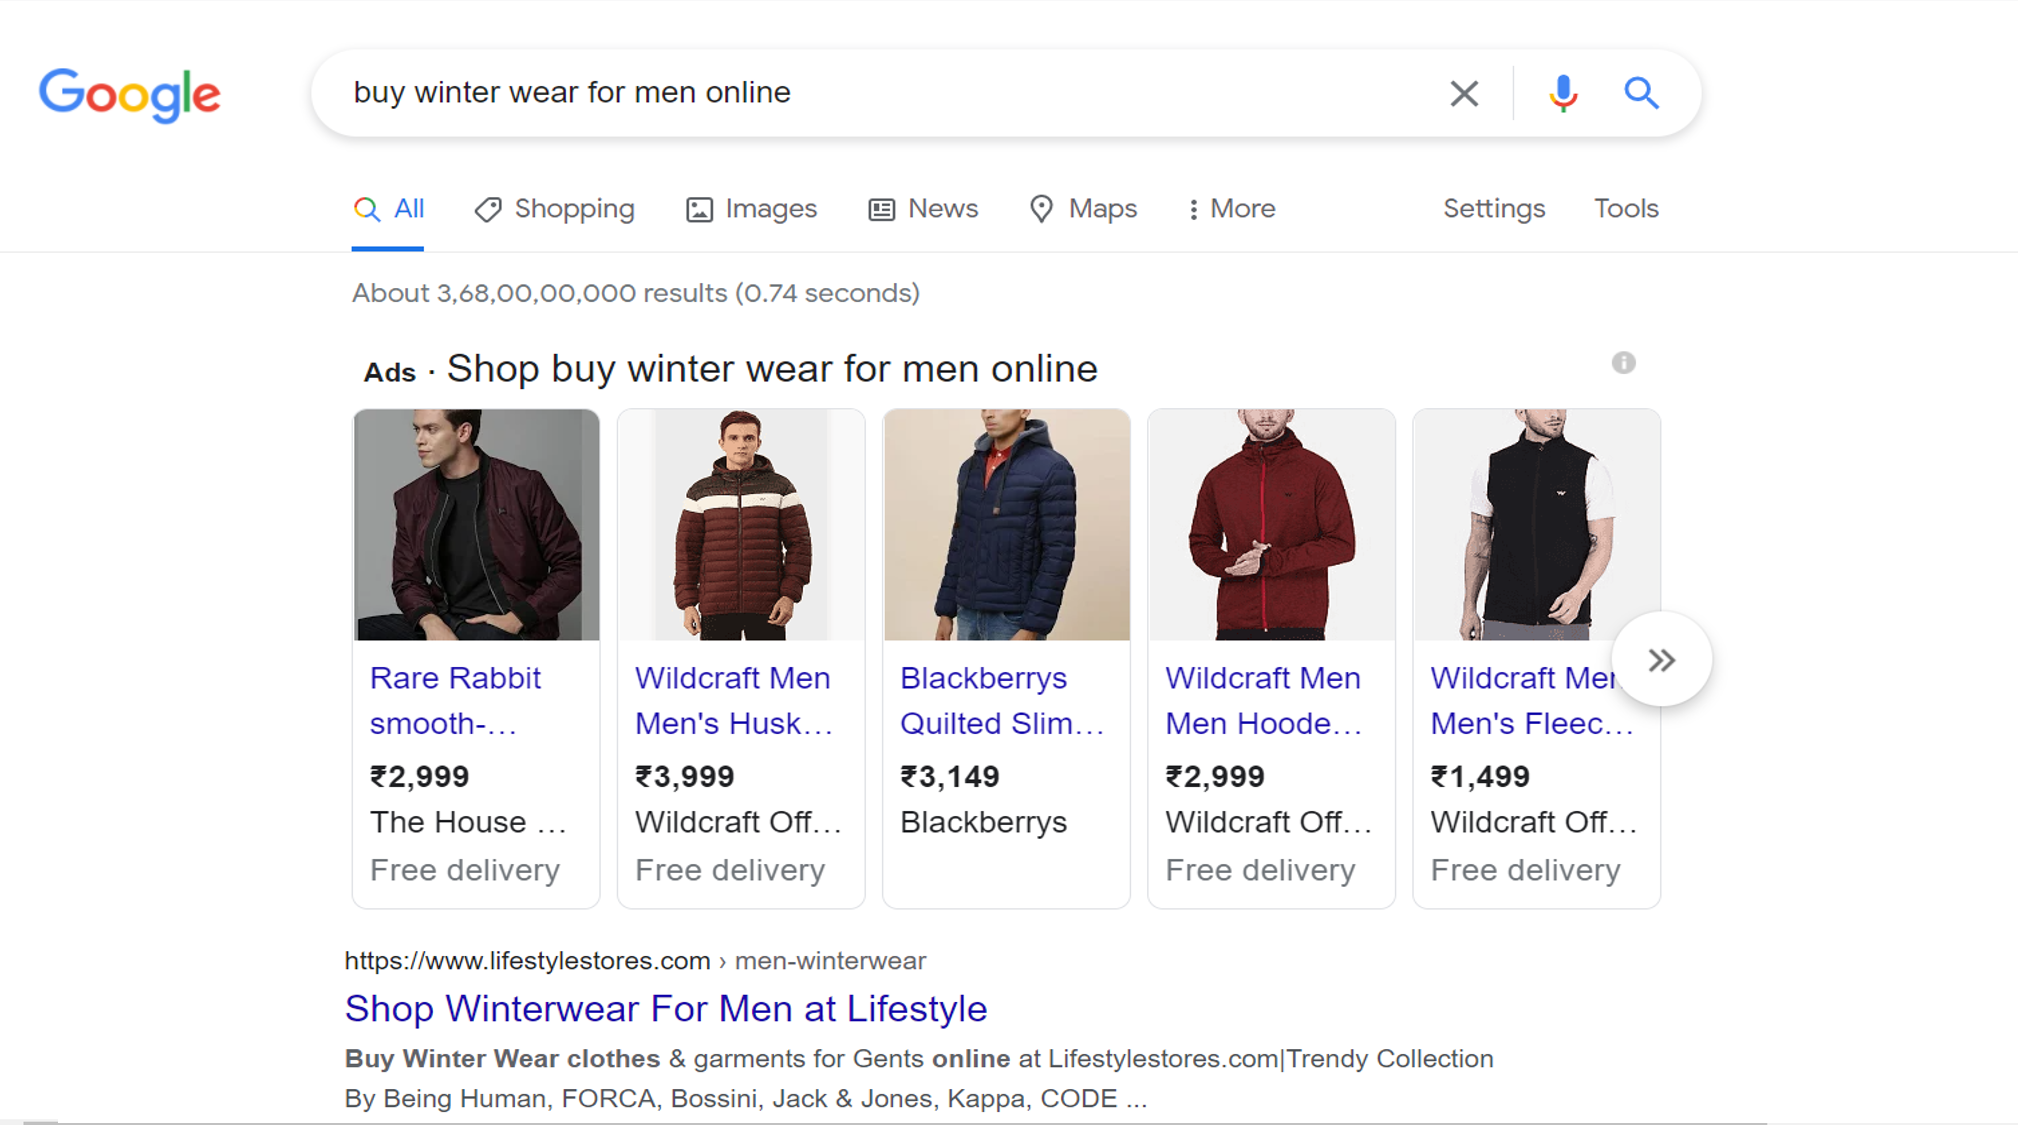 Google
buy winter wear for men online
All Shopping Images News Maps More Settings Tools
About 3,68,00,00,000 results (0.74 seconds)
Ads · Shop buy winter wear for men online
Rare Rabbit
smooth-...
₹2,999
The House ...
Free delivery
Wildcraft Men
Men's Husk...
₹3,999
Wildcraft Off...
Free delivery
Blackberrys
Quilted Slim...
₹3,149
Blackberrys
Wildcraft Men
Men Hoode...
₹2,999
Wildcraft Off...
Free delivery
Wildcraft Men
Men's Fleec...
₹1,499
Wildcraft Off...
Free delivery
https://www.lifestylestores.com › men-winterwear
Shop Winterwear For Men at Lifestyle
Buy Winter Wear clothes & garments for Gents online at Lifestylestores.com|Trendy Collection
By Being Human, FORCA, Bossini, Jack & Jones, Kappa, CODE ...